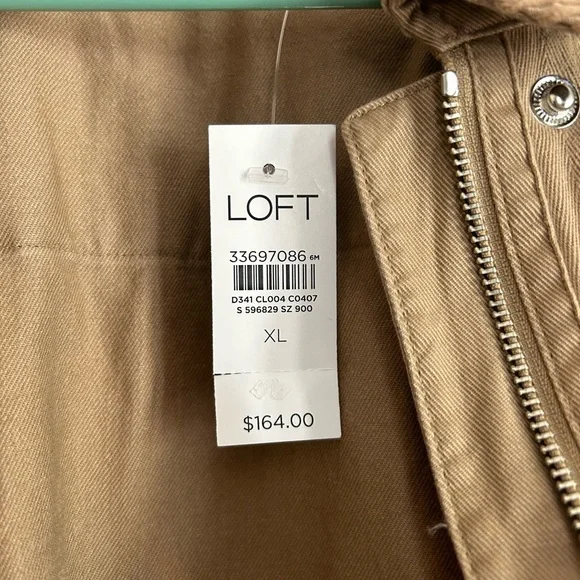 LOFT
33697086 6M
D341 CL004 C0407
S 596829 SZ 900
XL
$164.00